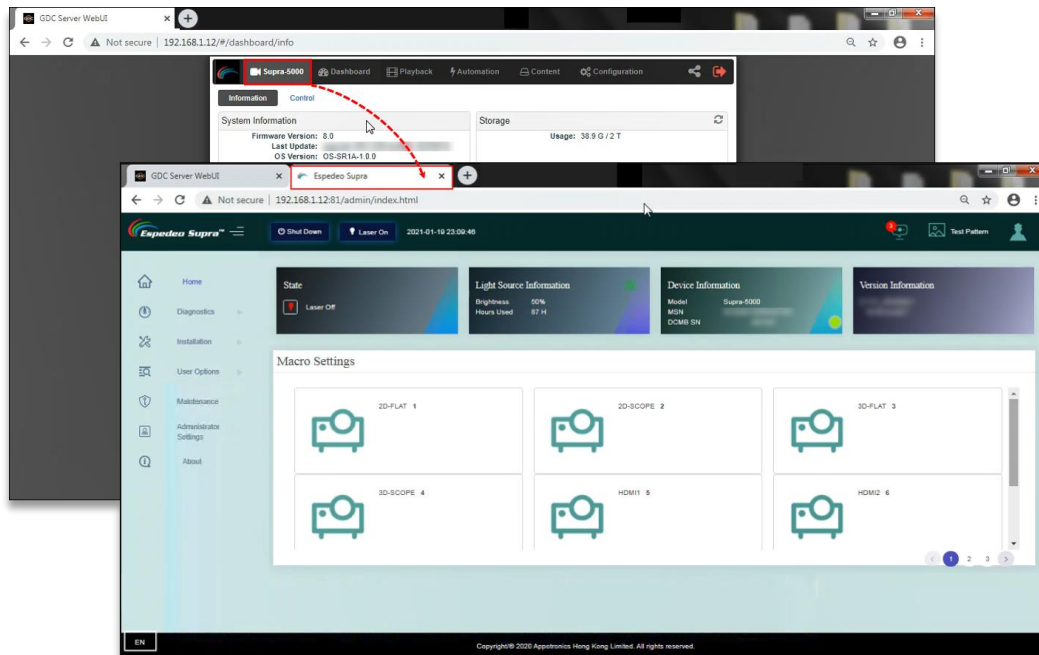 GDC Server WebUI
Not secure | 192.168.1.12/#/dashboard/info
Supra-5000 Dashboard Playback Automation Content Configuration
Information Control
System Information
Firmware Version: 8.0
Last Update:
OS Version: OS-SR1A-1.0.0
Storage
Usage: 38.9 G / 2 T
GDC Server WebUI Espedeo Supra
Not secure | 192.168.1.12:81/admin/index.html
Espedeo Supra™ Shut Down Laser On 2021-01-19 23:09:46 Test Pattern
Home
Diagnostics
Installation
User Options
Maintenance
Administrator
Settings
About
State
Laser Off
Light Source Information
Brightness 50%
Hours Used 87 H
Device Information
Model Supra-5000
MSN
DCMB SN
Version Information
Macro Settings
2D-FLAT 1
2D-SCOPE 2
3D-FLAT 3
3D-SCOPE 4
HDMI1 5
HDMI2 6
1 2 3
EN
Copyright® 2020 Appotronics Hong Kong Limited. All rights reserved.